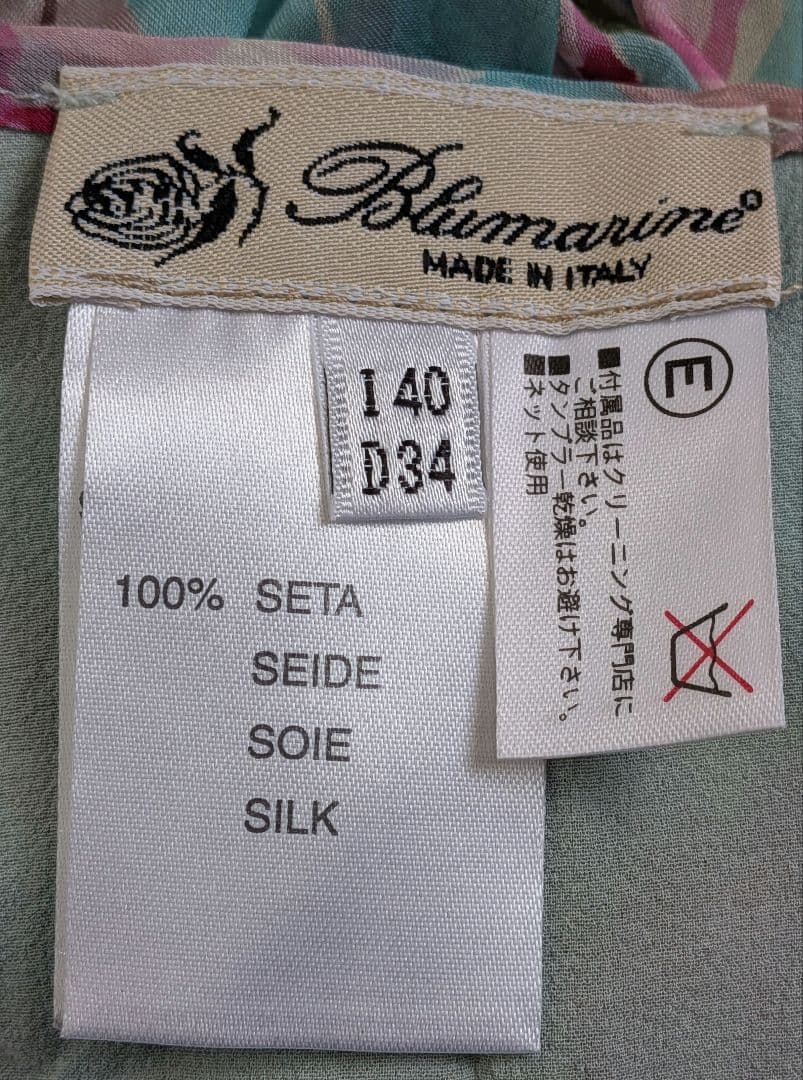 Blumarine®
MADE IN ITALY
I 40
D34
100% SETA
SEIDE
SOIE
SILK
E
■付属品はクリーニング専門店に
ご相談下さい。
■タンブラー乾燥はお避け下さい。
■ネット使用